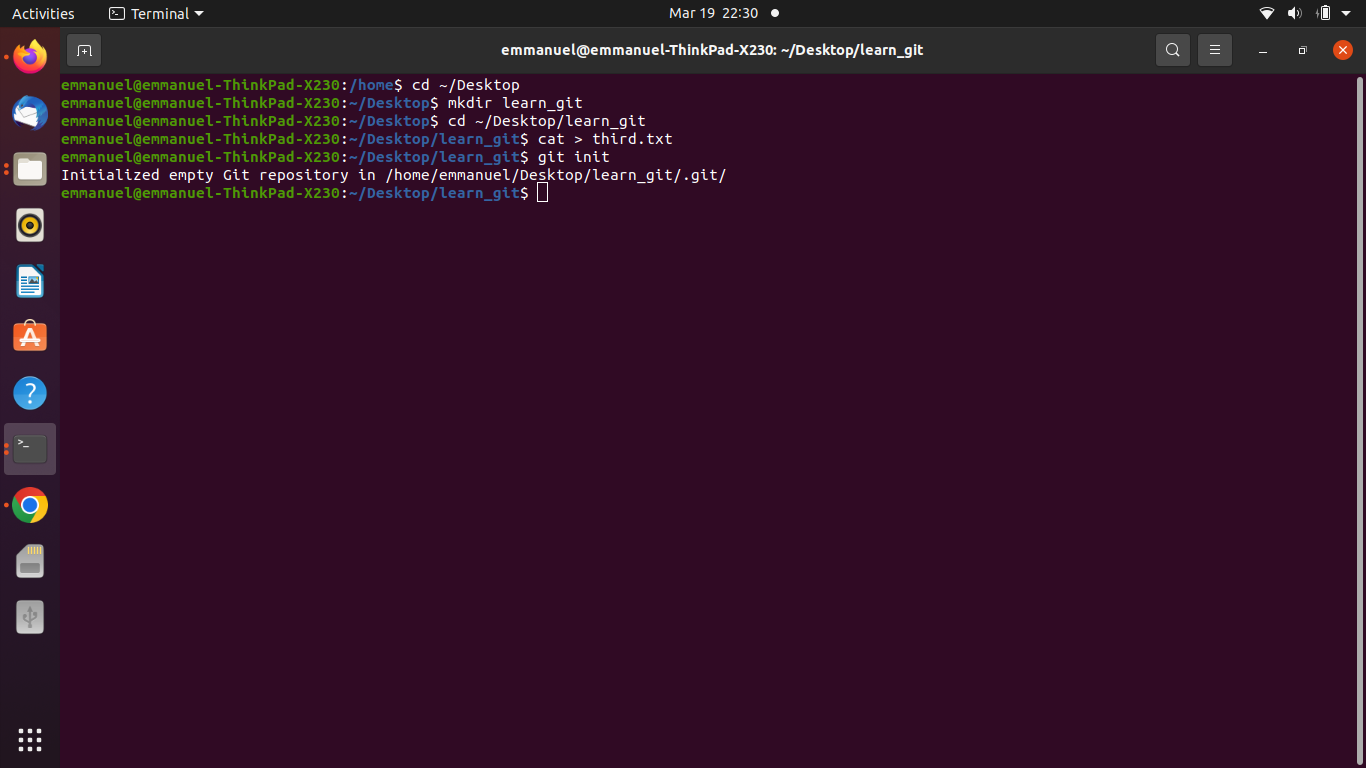 Activities Terminal Mar 19 22:30
emmanuel@emmanuel-ThinkPad-X230: ~/Desktop/learn_git
emmanuel@emmanuel-ThinkPad-X230:/home$ cd ~/Desktop
emmanuel@emmanuel-ThinkPad-X230:~/Desktop$ mkdir learn_git
emmanuel@emmanuel-ThinkPad-X230:~/Desktop$ cd ~/Desktop/learn_git
emmanuel@emmanuel-ThinkPad-X230:~/Desktop/learn_git$ cat > third.txt
emmanuel@emmanuel-ThinkPad-X230:~/Desktop/learn_git$ git init
Initialized empty Git repository in /home/emmanuel/Desktop/learn_git/.git/
emmanuel@emmanuel-ThinkPad-X230:~/Desktop/learn_git$